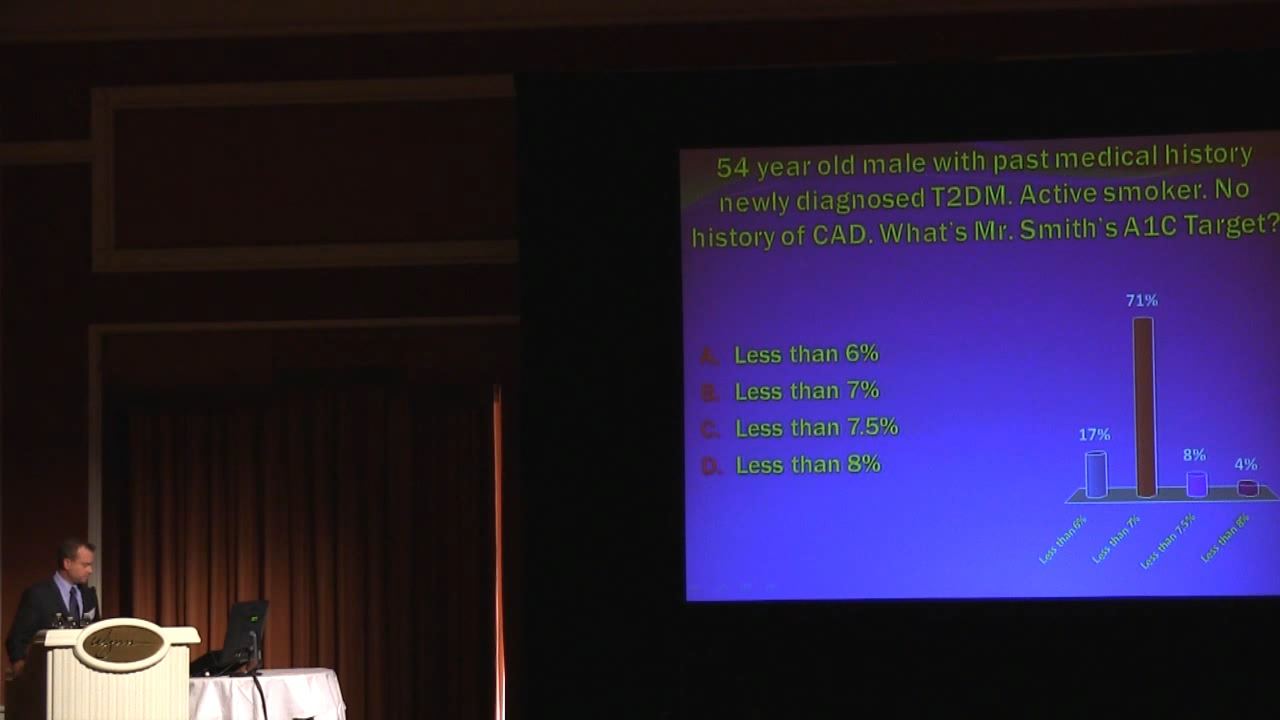 54 year old male with past medical history
newly diagnosed T2DM. Active smoker. No
history of CAD. What's Mr. Smith's A1C Target?
A. Less than 6%
B. Less than 7%
C. Less than 7.5%
D. Less than 8%
17%
71%
8%
4%
Less than 6%
Less than 7%
Less than 7.5%
Less than 8%
Wynn